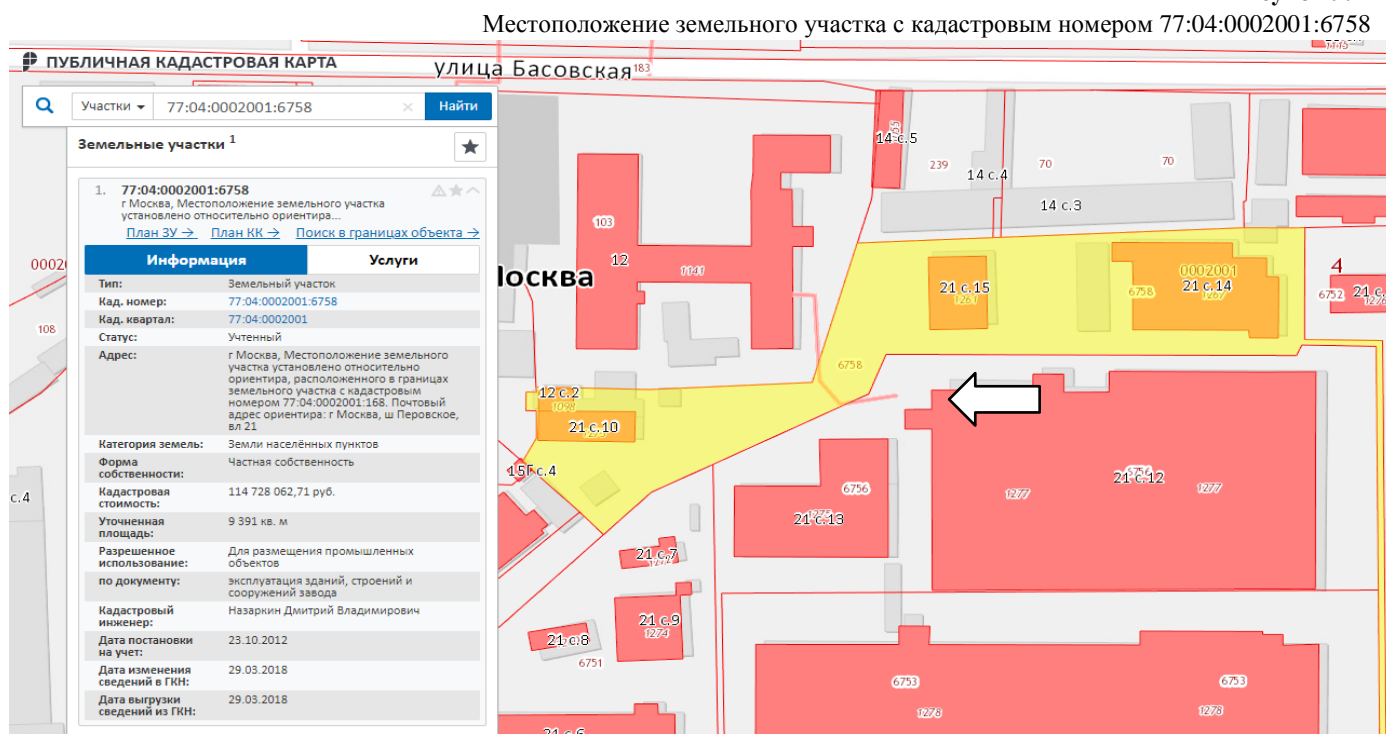 Местоположение земельного участка с кадастровым номером 77:04:0002001:6758
ПУБЛИЧНАЯ КАДАСТРОВАЯ КАРТА
улица Басовская
183
Участки
77:04:0002001:6758
×
Найти
Земельные участки 1
1. 77:04:0002001:6758
г Москва, Местоположение земельного участка
установлено относительно ориентира...
План ЗУ → План КК → Поиск в границах объекта →
Информация Услуги
Тип: Земельный участок
Кад. номер: 77:04:0002001:6758
Кад. квартал: 77:04:0002001
Статус: Учтенный
Адрес: г Москва, Местоположение земельного
участка установлено относительно
ориентира, расположенного в границах
земельного участка с кадастровым
номером 77:04:0002001:168. Почтовый
адрес ориентира: г Москва, ш Перовское,
вл 21
Категория земель: Земли населённых пунктов
Форма
собственности: Частная собственность
Кадастровая
стоимость: 114 728 062,71 руб.
Уточненная
площадь: 9 391 кв. м
Разрешенное
использование: Для размещения промышленных
объектов
по документу: эксплуатация зданий, строений и
сооружений завода
Кадастровый
инженер: Назаркин Дмитрий Владимирович
Дата постановки
на учет: 23.10.2012
Дата изменения
сведений в ГКН: 29.03.2018
Дата выгрузки
сведений из ГКН: 29.03.2018
108
с.4
103
12
1141
14 с.5
239
14 с.4
70
70
14 с.3
21 с.15
1261
0002001
6758
21 с.14
1267
4
6752
6758
12 с.2
1098
21 с.10
15Г с.4
6756
21 с.13
1277
21 с.12
1277
21 с.7
1272
21 с.9
1274
21 с.8
6751
6753
6753
1278
1278